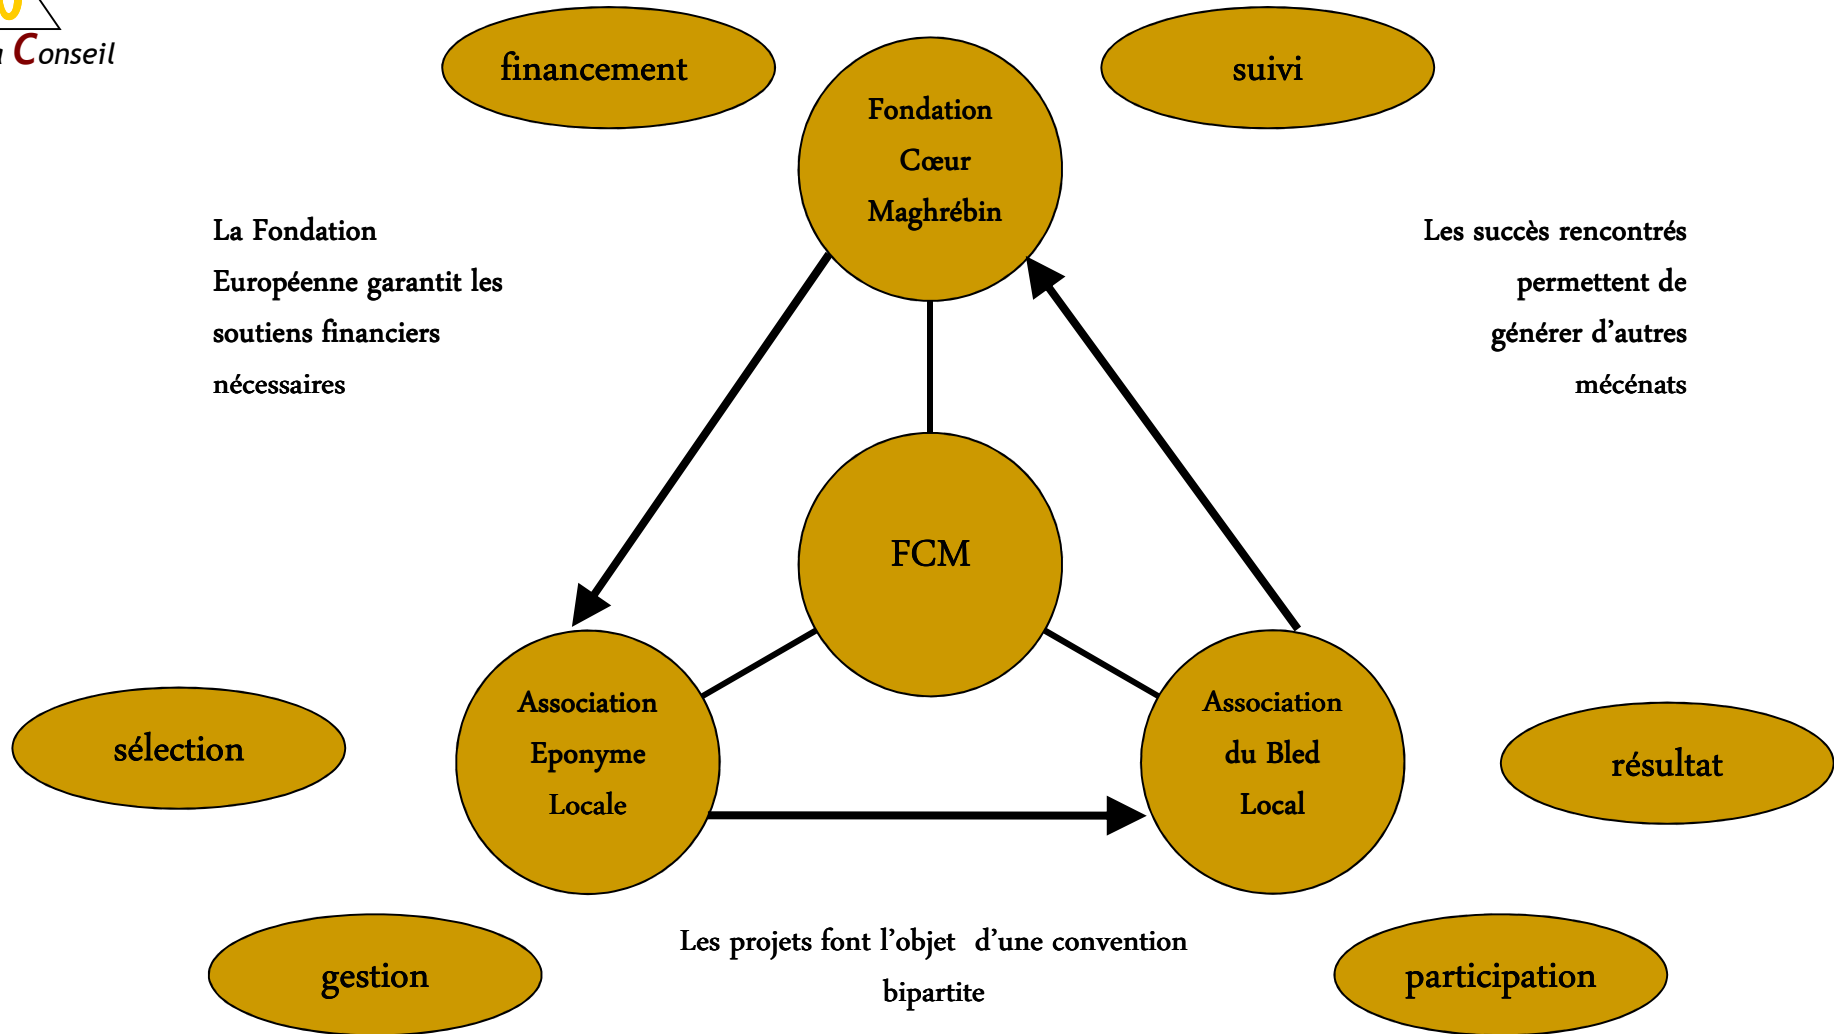 Conseil
financement
suivi
Fondation
Cœur
Maghrébin
La Fondation
Européenne garantit les
soutiens financiers
nécessaires
Les succès rencontrés
permettent de
générer d’autres
mécénats
FCM
Association
Eponyme
Locale
Association
du Bled
Local
sélection
résultat
gestion
Les projets font l’objet d’une convention
bipartite
participation